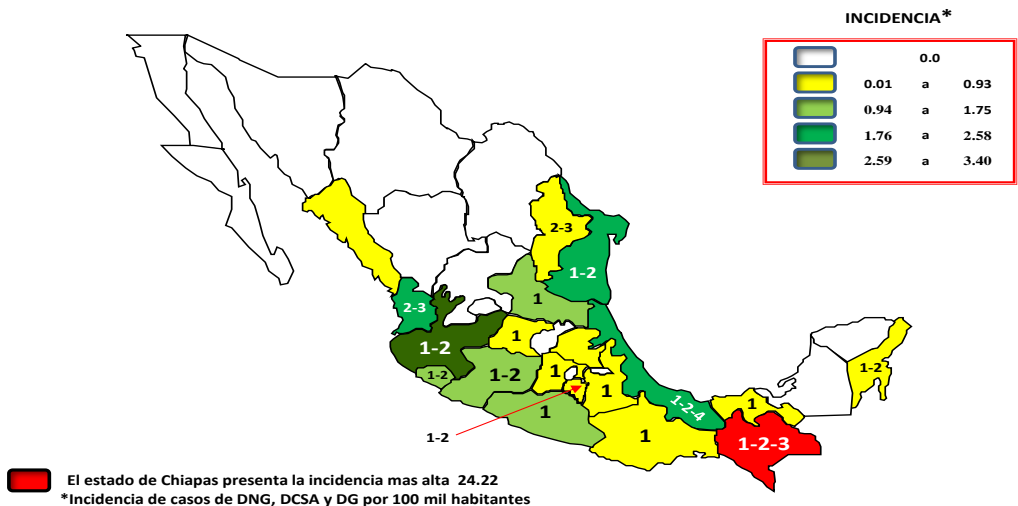 INCIDENCIA*
0.0
0.01 a 0.93
0.94 a 1.75
1.76 a 2.58
2.59 a 3.40
2-3
1-2
2-3
1
1-2
1
1-2
1-2
1
1
1
1-2-4
1
1-2
1
1-2-3
1-2
El estado de Chiapas presenta la incidencia mas alta 24.22
*Incidencia de casos de DNG, DCSA y DG por 100 mil habitantes